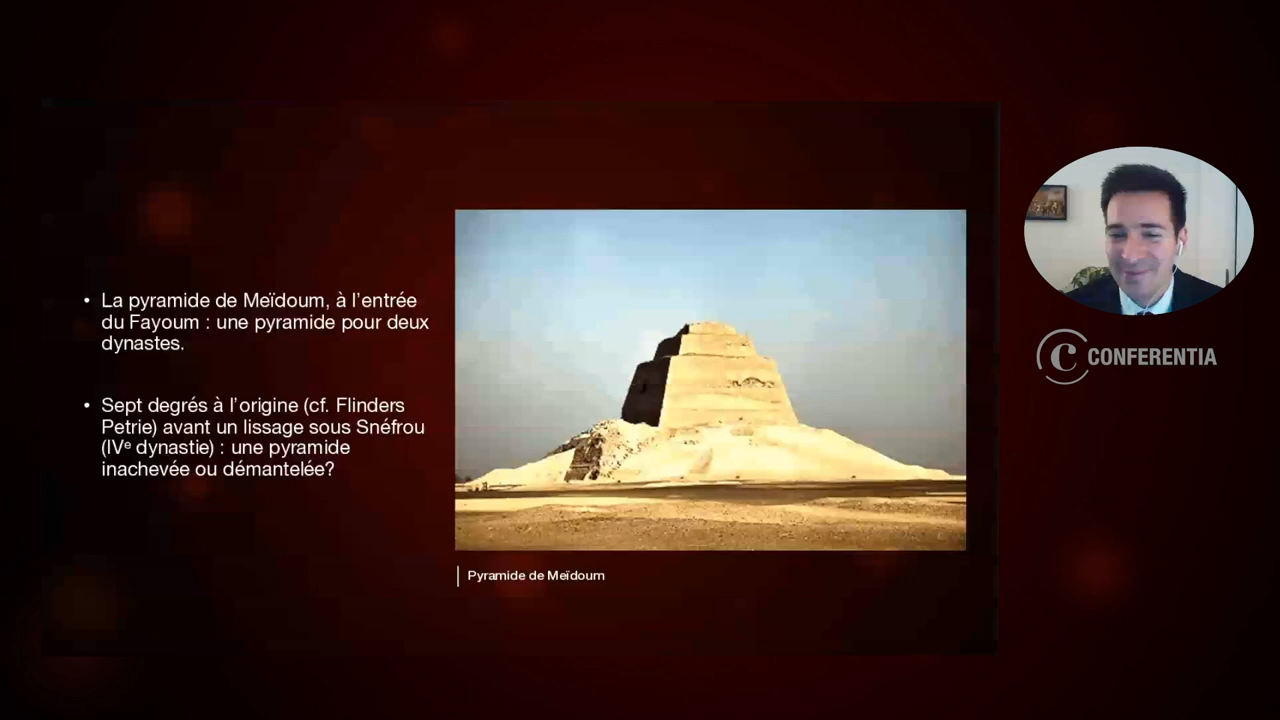 • La pyramide de Meïdoum, à l’entrée
du Fayoum : une pyramide pour deux
dynastes.
• Sept degrés à l’origine (cf. Flinders
Petrie) avant un lissage sous Snéfrou
(IVᵉ dynastie) : une pyramide
inachevée ou démantelée?
Pyramide de Meïdoum
C CONFERENTIA